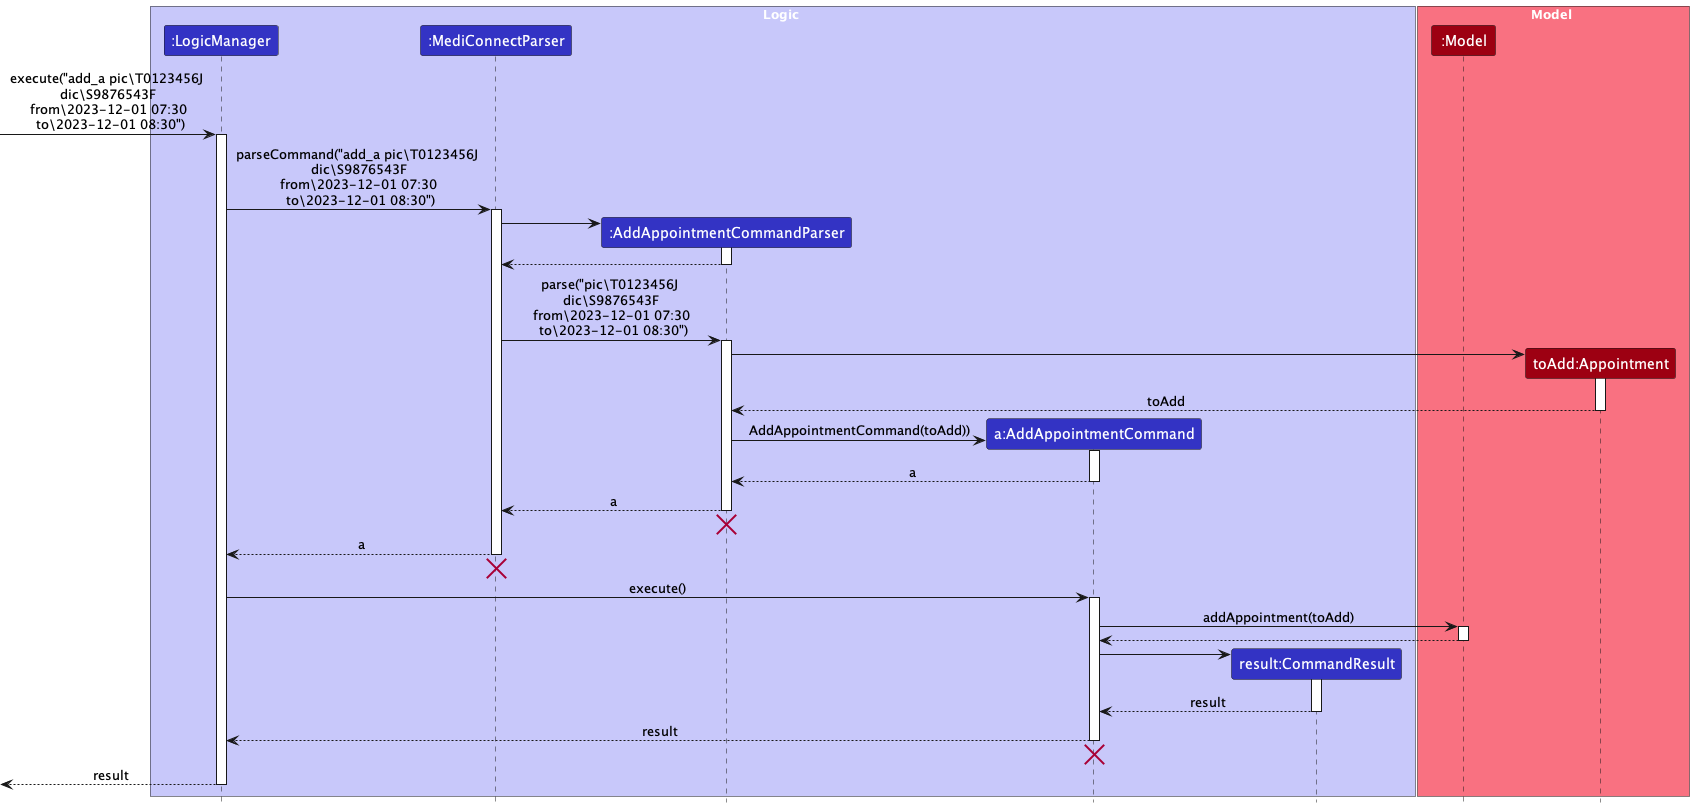 Logic
Model
:LogicManager
:MediConnectParser
:Model
execute("add_a pic\T0123456J
dic\S9876543F
from\2023-12-01 07:30
to\2023-12-01 08:30")
parseCommand("add_a pic\T0123456J
dic\S9876543F
from\2023-12-01 07:30
to\2023-12-01 08:30")
:AddAppointmentCommandParser
parse("pic\T0123456J
dic\S9876543F
from\2023-12-01 07:30
to\2023-12-01 08:30")
toAdd:Appointment
toAdd
AddAppointmentCommand(toAdd))
a:AddAppointmentCommand
a
a
a
execute()
addAppointment(toAdd)
result:CommandResult
result
result
result